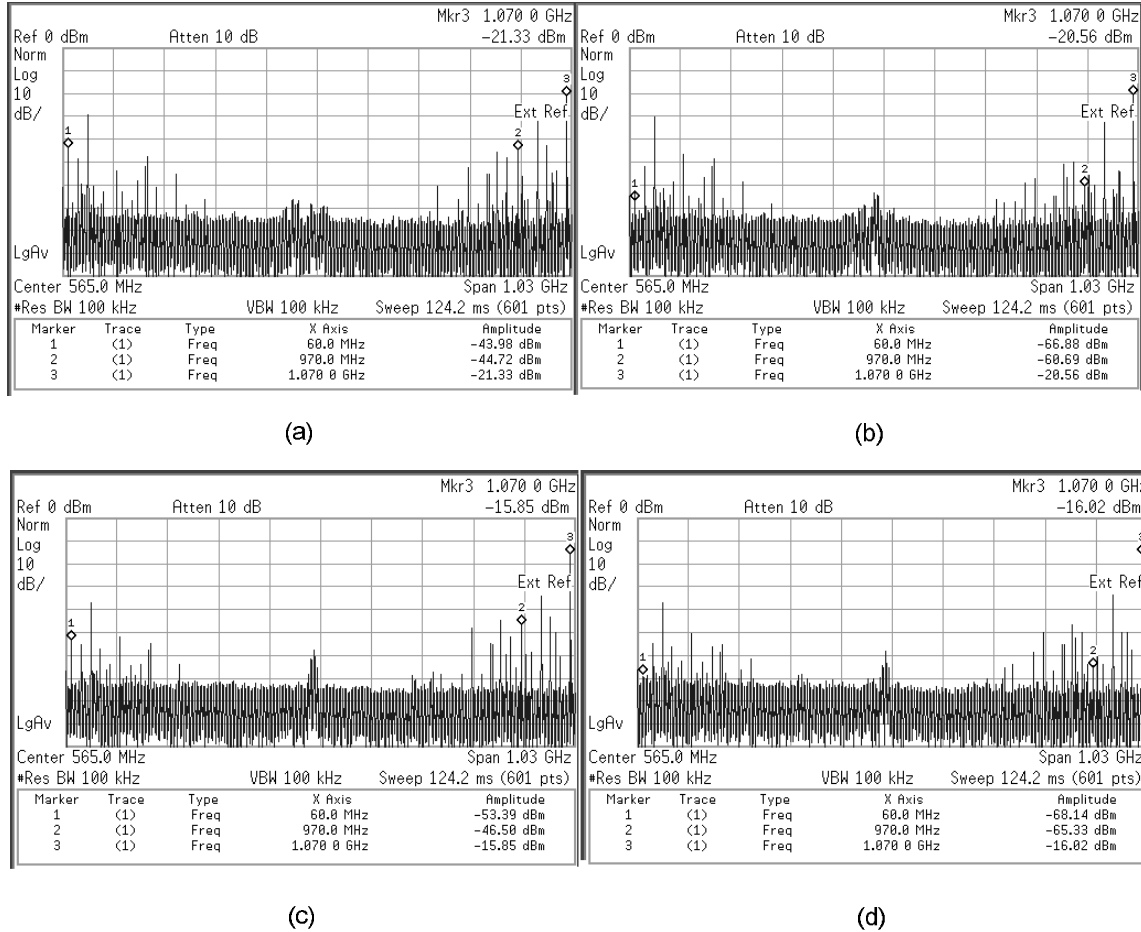 Mkr3 1.070 0 GHz
Ref 0 dBm Atten 10 dB -21.33 dBm
Norm
Log
10
dB/
1
2
3
Ext Ref
LgAv
Center 565.0 MHz Span 1.03 GHz
#Res BW 100 kHz VBW 100 kHz Sweep 124.2 ms (601 pts)
Marker Trace Type X Axis Amplitude
1 (1) Freq 60.0 MHz -43.98 dBm
2 (1) Freq 970.0 MHz -44.72 dBm
3 (1) Freq 1.070 0 GHz -21.33 dBm
(a)
Mkr3 1.070 0 GHz
Ref 0 dBm Atten 10 dB -20.56 dBm
Norm
Log
10
dB/
1
2
3
Ext Ref
LgAv
Center 565.0 MHz Span 1.03 GHz
#Res BW 100 kHz VBW 100 kHz Sweep 124.2 ms (601 pts)
Marker Trace Type X Axis Amplitude
1 (1) Freq 60.0 MHz -66.88 dBm
2 (1) Freq 970.0 MHz -60.69 dBm
3 (1) Freq 1.070 0 GHz -20.56 dBm
(b)
Mkr3 1.070 0 GHz
Ref 0 dBm Atten 10 dB -15.85 dBm
Norm
Log
10
dB/
1
2
3
Ext Ref
LgAv
Center 565.0 MHz Span 1.03 GHz
#Res BW 100 kHz VBW 100 kHz Sweep 124.2 ms (601 pts)
Marker Trace Type X Axis Amplitude
1 (1) Freq 60.0 MHz -53.39 dBm
2 (1) Freq 970.0 MHz -46.50 dBm
3 (1) Freq 1.070 0 GHz -15.85 dBm
(c)
Mkr3 1.070 0 GHz
Ref 0 dBm Atten 10 dB -16.02 dBm
Norm
Log
10
dB/
1
2
3
Ext Ref
LgAv
Center 565.0 MHz Span 1.03 GHz
#Res BW 100 kHz VBW 100 kHz Sweep 124.2 ms (601 pts)
Marker Trace Type X Axis Amplitude
1 (1) Freq 60.0 MHz -68.14 dBm
2 (1) Freq 970.0 MHz -65.33 dBm
3 (1) Freq 1.070 0 GHz -16.02 dBm
(d)